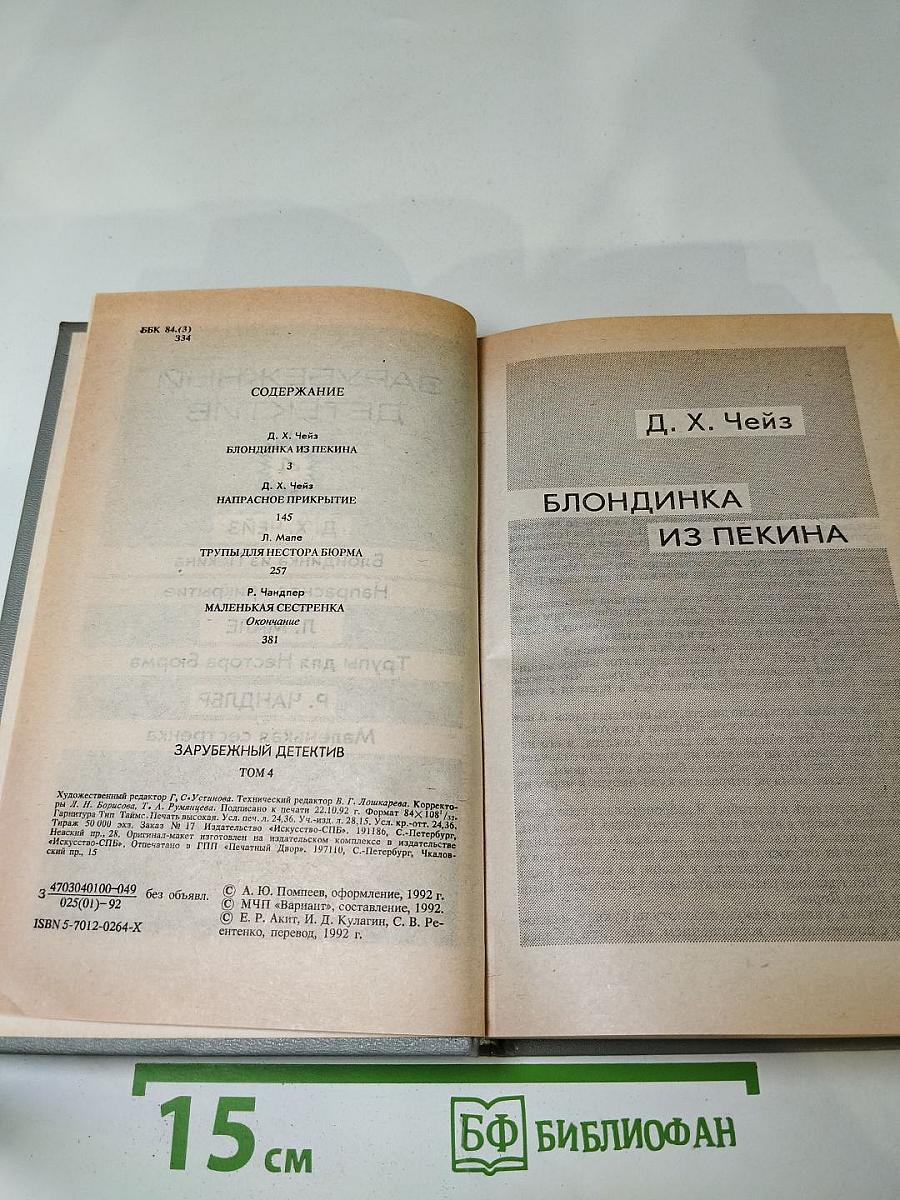 ББК 84.(3)
334
СОДЕРЖАНИЕ
Д. Х. Чейз
БЛОНДИНКА ИЗ ПЕКИНА
3
Д. Х. Чейз
НАПРАСНОЕ ПРИКРЫТИЕ
145
Л. Мале
ТРУПЫ ДЛЯ НЕСТОРА БЮРМА
257
Р. Чандлер
МАЛЕНЬКАЯ СЕСТРЕНКА
Окончание
381
ЗАРУБЕЖНЫЙ ДЕТЕКТИВ
ТОМ 4
Художественный редактор Г. С. Устинова. Технический редактор В. Г. Лошкарева. Корректо-
ры Л. Н. Борисова, Т. А. Румянцева. Подписано к печати 22.10.92 г. Формат 84×108¹/₃₂.
Гарнитура Тип Таймс. Печать высокая. Усл. печ. л. 24,36. Уч.-изд. л. 28,15. Усл. кр.-отт. 24,36.
Тираж 50 000 экз. Заказ № 17 Издательство «Искусство-СПБ». 191186, С.-Петербург,
Невский пр., 28. Оригинал-макет изготовлен на издательском комплексе в издательстве
«Искусство-СПБ», Отпечатано в ГПП «Печатный Двор». 197110, С.-Петербург, Чкалов-
ский пр., 15
З 4703040100–049 / 025(01)–92 без объявл.
ISBN 5-7012-0264-X
© А. Ю. Помпеев, оформление, 1992 г.
© МЧП «Вариант», составление, 1992.
© Е. Р. Акит, И. Д. Кулагин, С. В. Ре-
ентенко, перевод, 1992 г.
Д. Х. Чейз
БЛОНДИНКА
ИЗ ПЕКИНА
15 см
БФ БИБЛИОФАН